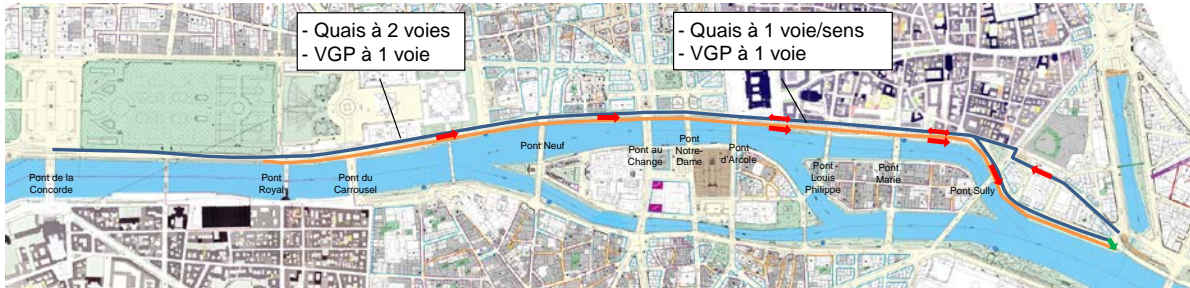 - Quais à 2 voies
- VGP à 1 voie
- Quais à 1 voie/sens
- VGP à 1 voie
Pont de la
Concorde
Pont
Royal
Pont du
Carrousel
Pont Neuf
Pont au
Change
Pont
Notre-
Dame
Pont
d'Arcole
Pont
Louis
Philippe
Pont
Marie
Pont Sully